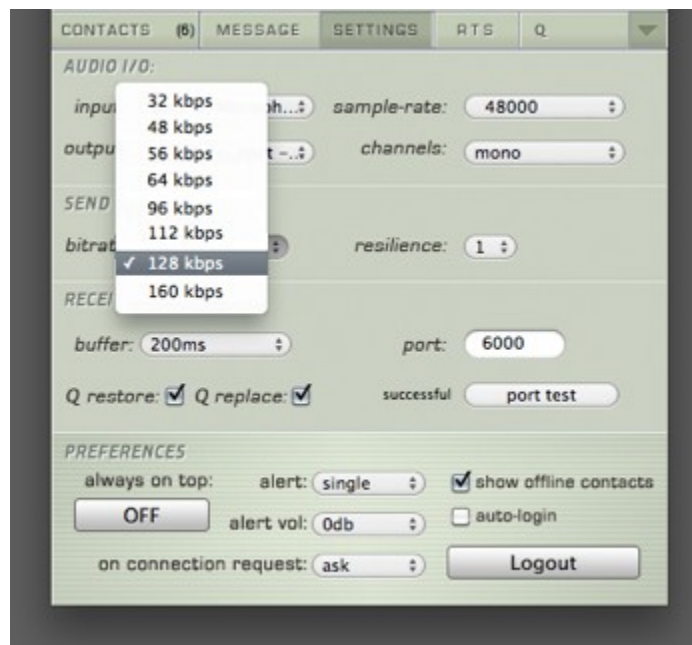 CONTACTS (6) MESSAGE SETTINGS RTS Q
AUDIO I/O:
32 kbps
48 kbps
56 kbps
64 kbps
96 kbps
112 kbps
✓ 128 kbps
160 kbps
sample-rate: 48000
channels: mono
SEND
resilience: 1
buffer: 200ms port: 6000
Q restore: Q replace: successful port test
PREFERENCES
always on top: alert: single show offline contacts
OFF alert vol: 0db auto-login
on connection request: ask Logout